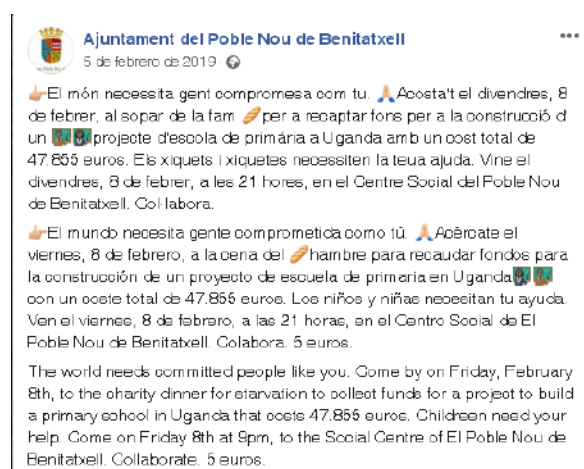 Ajuntament del Poble Nou de Benitatxell
5 de febrero de 2019 ·
👉El món necessita gent compromesa com tu. 🙏Acosta't el divendres, 8
de febrer, al sopar de la fam 🥖per a recaptar fons per a la construcció d'
un 👩🏽‍🏫👩🏿‍🏫projecte d'escola de primària a Uganda amb un cost total de
47.855 euros. Els xiquets i xiquetes necessiten la teua ajuda. Vine el
divendres, 8 de febrer, a les 21 hores, en el Centre Social del Poble Nou
de Benitatxell. Col·labora.
👉El mundo necesita gente comprometida como tú. 🙏Acércate el
viernes, 8 de febrero, a la cena del 🥖hambre para recaudar fondos para
la construcción de un proyecto de escuela de primaria en Uganda👩🏿‍🏫👩🏽‍🏫
con un coste total de 47.855 euros. Los niños y niñas necesitan tu ayuda.
Ven el viernes, 8 de febrero, a las 21 horas, en el Centro Social de El
Poble Nou de Benitatxell. Colabora. 5 euros.
The world needs committed people like you. Come by on Friday, February
8th, to the charity dinner for starvation to collect funds for a project to build
a primary school in Uganda that costs 47.855 euros. Childreen need your
help. Come on Friday 8th at 9pm, to the Social Centre of El Poble Nou de
Benitatxell. Collaborate. 5 euros.